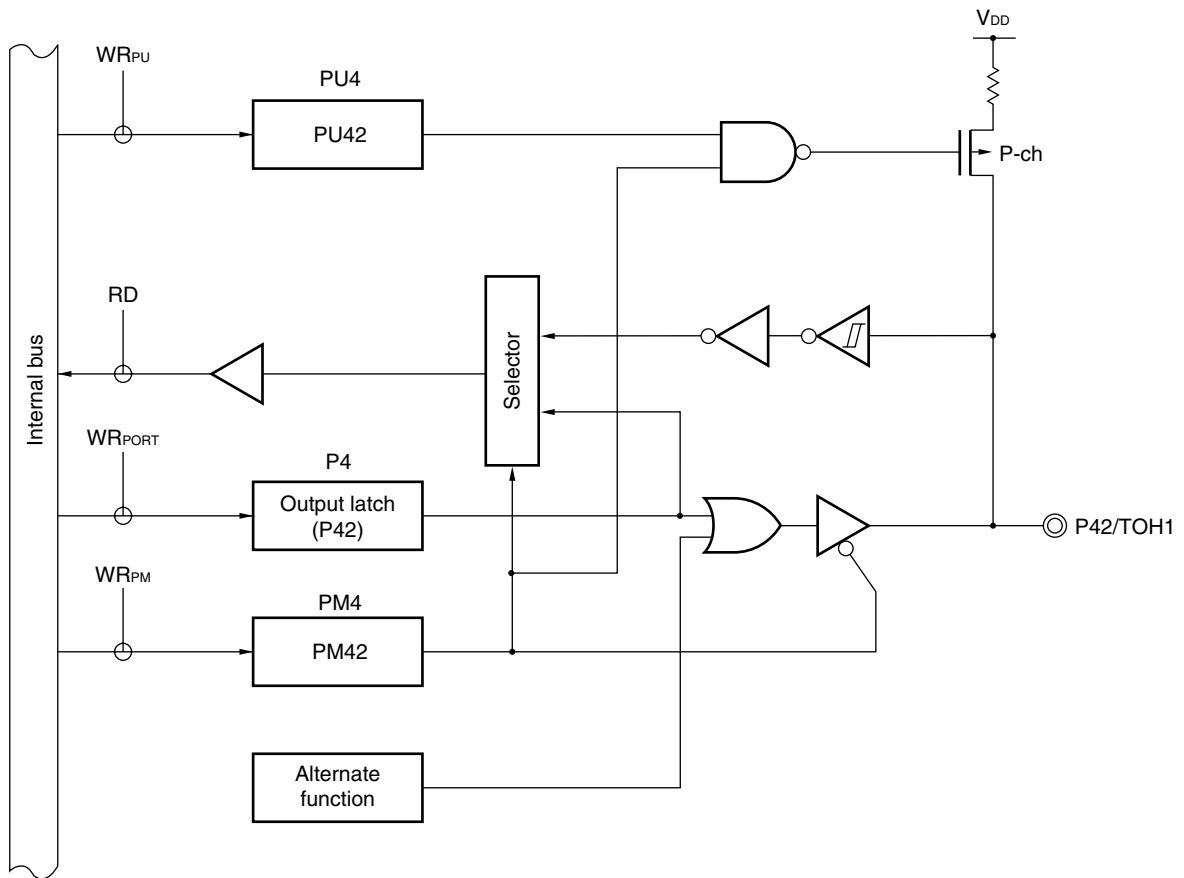 VDD
WRPU
PU4
PU42
P-ch
RD
Selector
Internal bus
WRPORT
P4
Output latch
(P42)
P42/TOH1
WRPM
PM4
PM42
Alternate
function